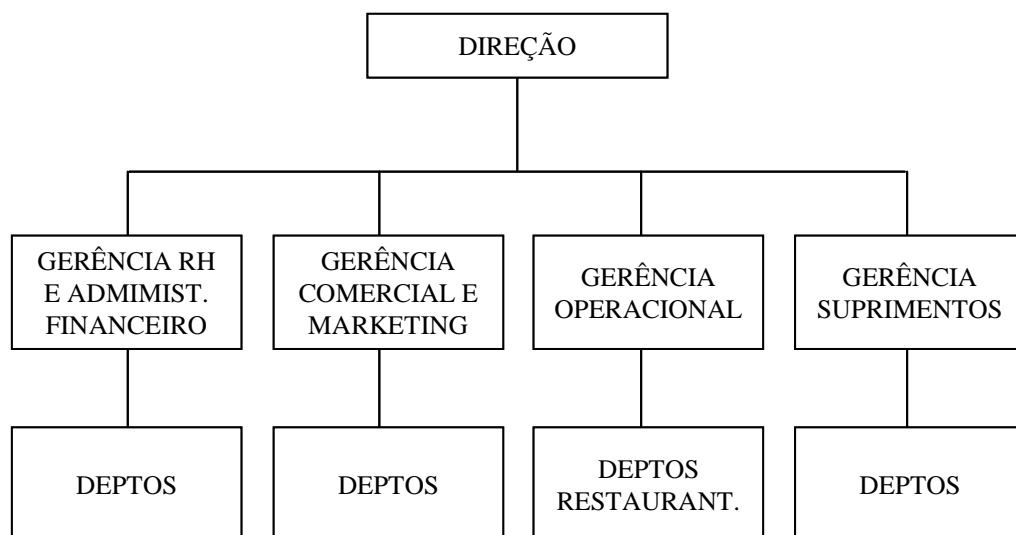 DIREÇÃO
GERÊNCIA RH
E ADMIMIST.
FINANCEIRO
GERÊNCIA
COMERCIAL E
MARKETING
GERÊNCIA
OPERACIONAL
GERÊNCIA
SUPRIMENTOS
DEPTOS
DEPTOS
DEPTOS
RESTAURANT.
DEPTOS